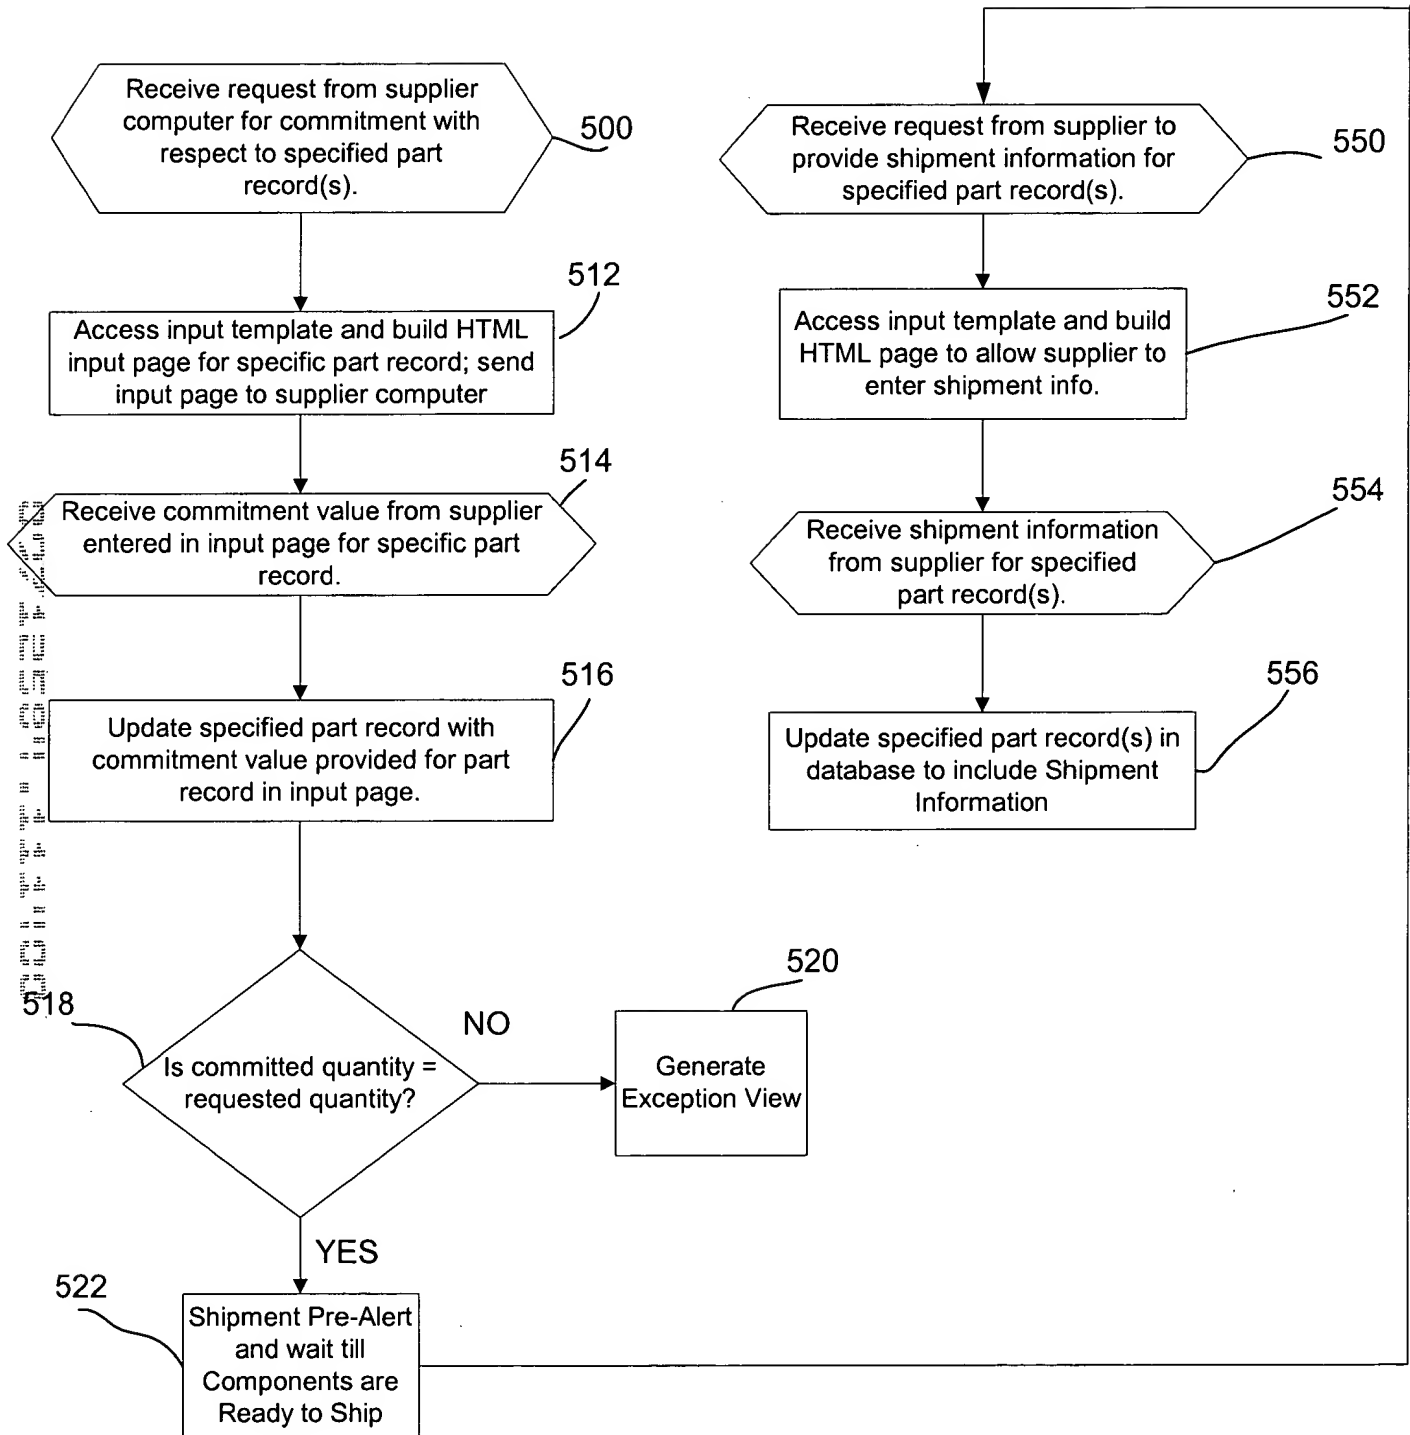 Receive request from supplier
computer for commitment with
respect to specified part
record(s).
500
512
Access input template and build HTML
input page for specific part record; send
input page to supplier computer
514
Receive commitment value from supplier
entered in input page for specific part
record.
516
Update specified part record with
commitment value provided for part
record in input page.
518
Is committed quantity =
requested quantity?
NO
520
Generate
Exception View
YES
522
Shipment Pre-Alert
and wait till
Components are
Ready to Ship
Receive request from supplier to
provide shipment information for
specified part record(s).
550
552
Access input template and build
HTML page to allow supplier to
enter shipment info.
554
Receive shipment information
from supplier for specified
part record(s).
556
Update specified part record(s) in
database to include Shipment
Information